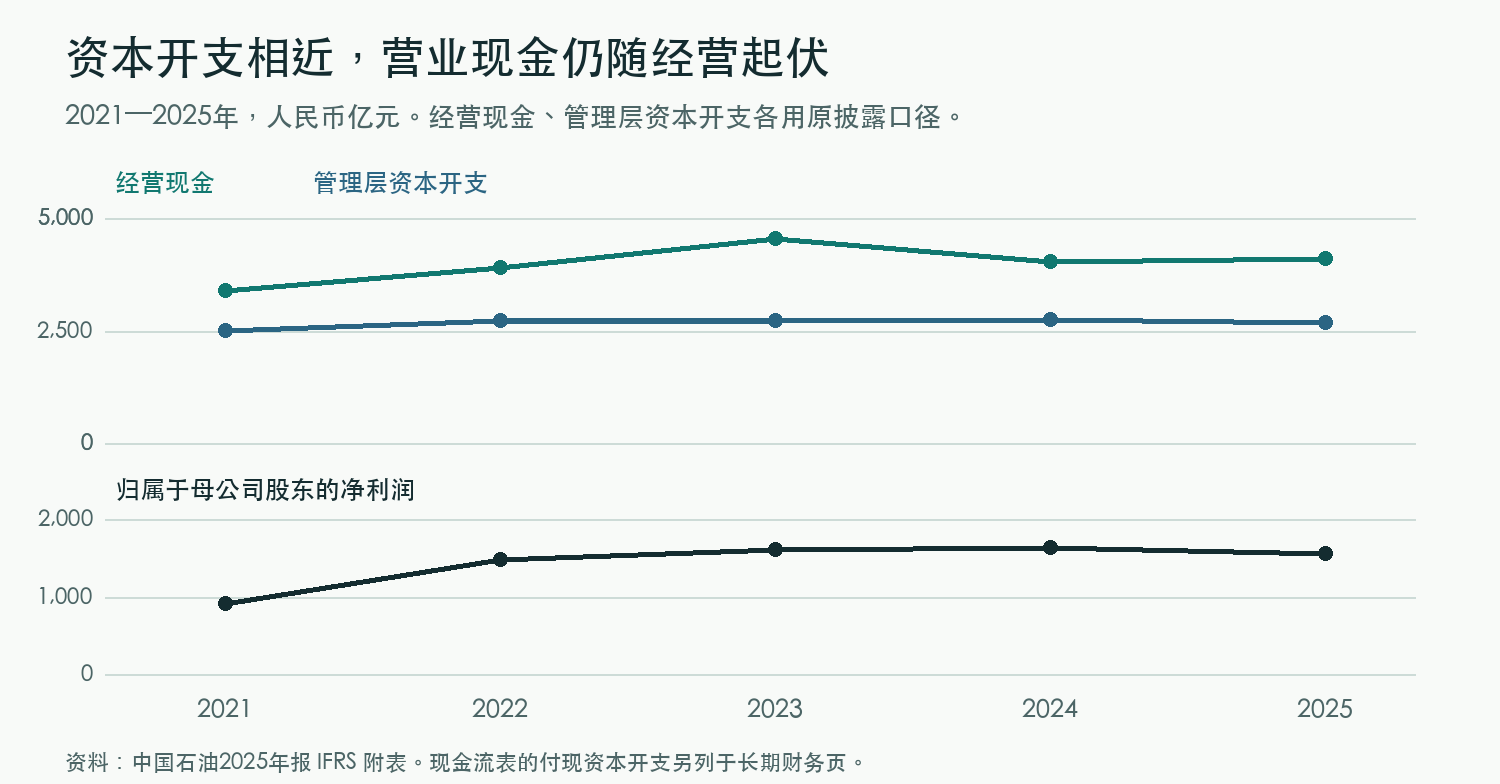 资本开支相近，营业现金仍随经营起伏
2021—2025年，人民币亿元。经营现金、管理层资本开支各用原披露口径。
经营现金 管理层资本开支
5,000
2,500
0
归属于母公司股东的净利润
2,000
1,000
0
2021 2022 2023 2024 2025
资料：中国石油2025年报 IFRS 附表。现金流表的付现资本开支另列于长期财务页。